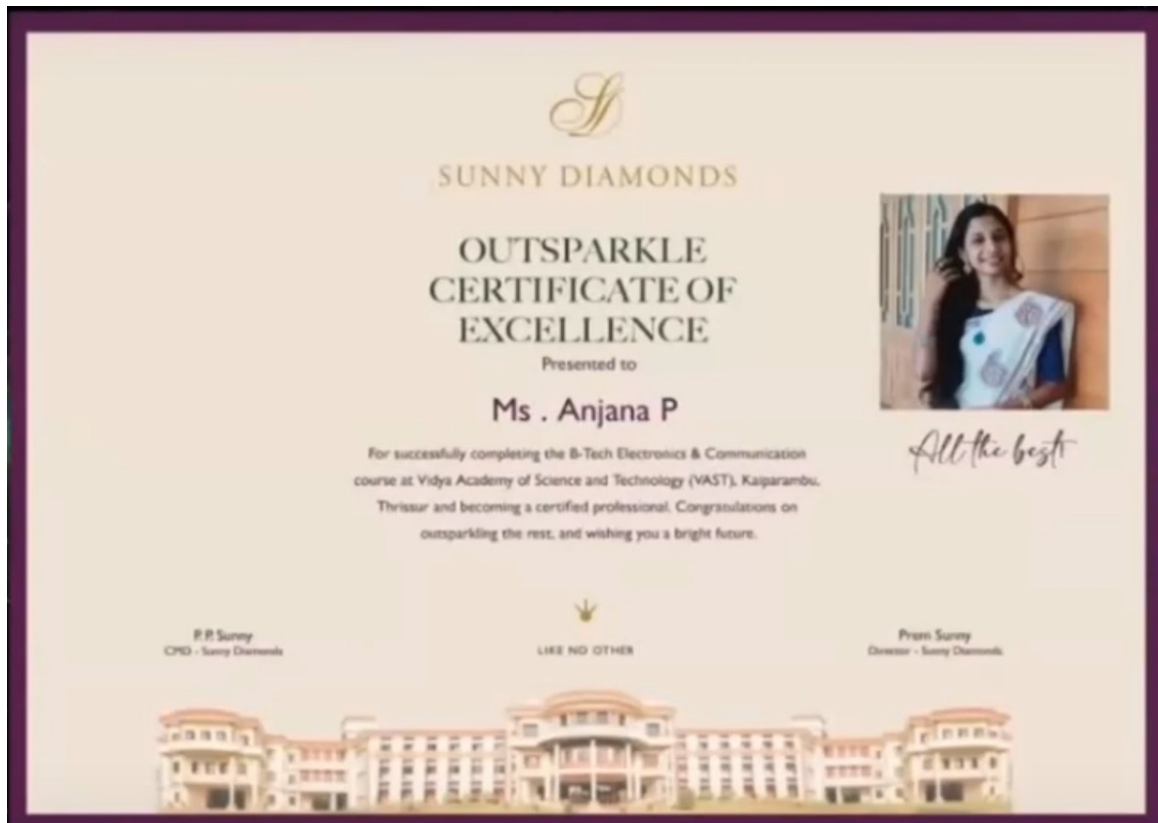 SUNNY DIAMONDS
OUTSPARKLE
CERTIFICATE OF
EXCELLENCE
Presented to
Ms . Anjana P
All the best
For successfully completing the B-Tech Electronics & Communication
course at Vidya Academy of Science and Technology (VAST), Kaiparambu,
Thrissur and becoming a certified professional. Congratulations on
outsparkling the rest, and wishing you a bright future.
P. P. Sunny
CMD - Sunny Diamonds
LIKE NO OTHER
Sunny
Director - Sunny Diamonds